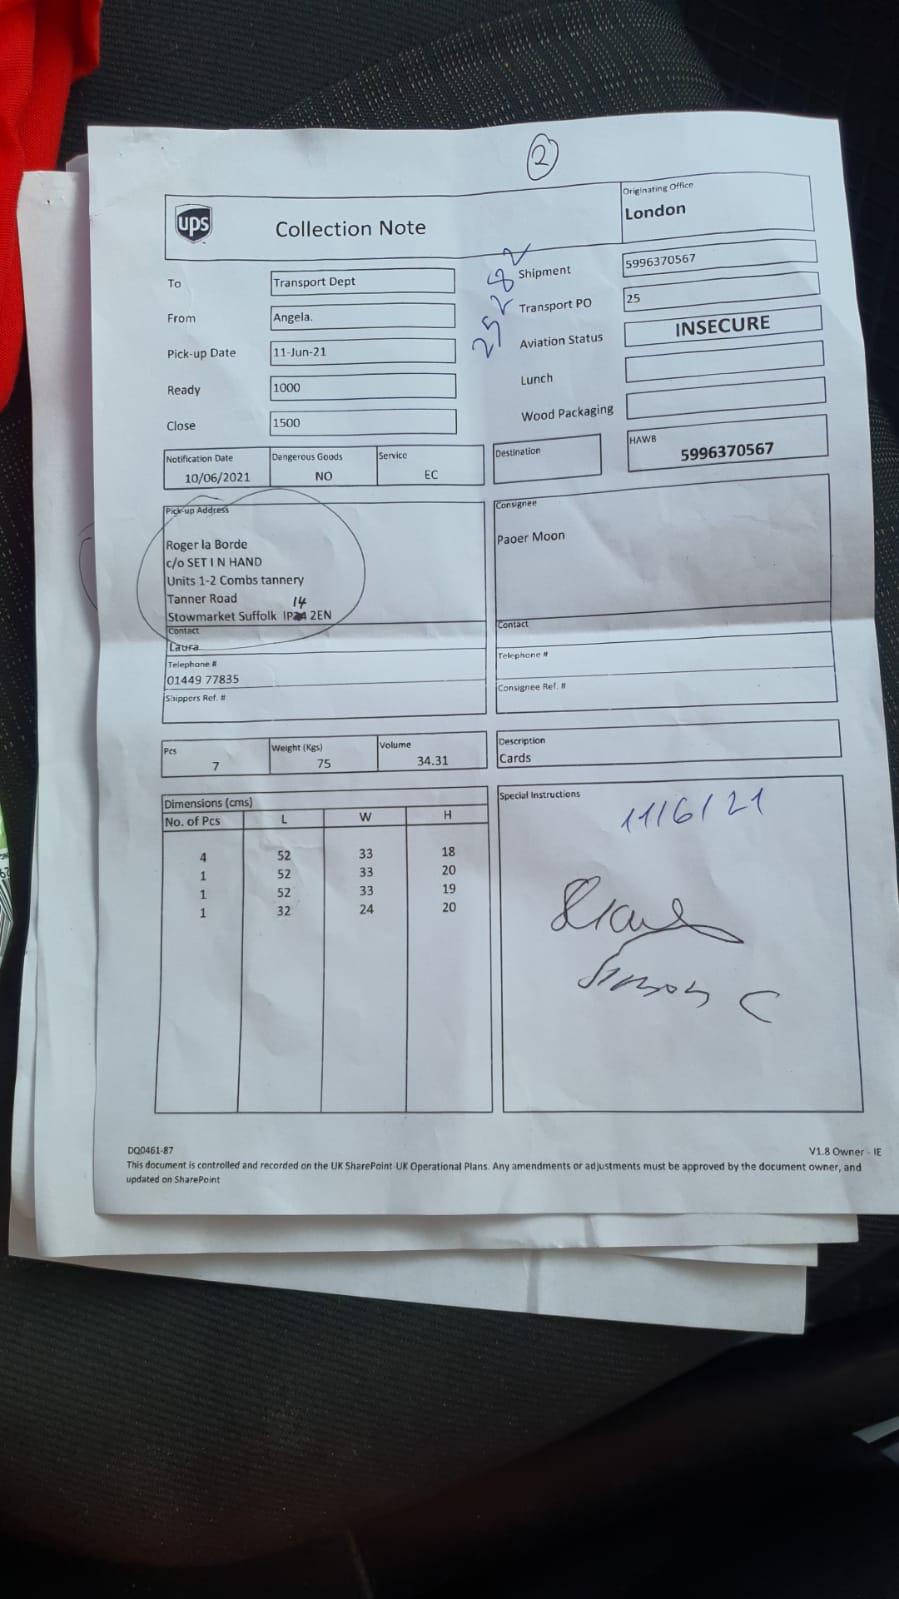 2
ups
Collection Note
Originating Office
London
To
Transport Dept
From
Angela.
Pick-up Date
11-Jun-21
Ready
1000
Close
1500
Shipment
5996370567
Transport PO
25
Aviation Status
INSECURE
Lunch
Wood Packaging
Notification Date
10/06/2021
Dangerous Goods
NO
Service
EC
Destination
HAWB
5996370567
Pick-up Address
Roger la Borde
c/o SET I N HAND
Units 1-2 Combs tannery
Tanner Road
14
Stowmarket Suffolk IP 2EN
Contact
Laura
Telephone #
01449 77835
Shippers Ref. #
Consignee
Paoer Moon
Contact
Telephone #
Consignee Ref. #
Pcs
7
Weight (Kgs)
75
Volume
34.31
Description
Cards
Dimensions (cms)
No. of Pcs L W H
4 52 33 18
1 52 33 20
1 52 33 19
1 32 24 20
Special Instructions
11/6/21
Simon C
DQ0461-87
V1.8 Owner - IE
This document is controlled and recorded on the UK SharePoint-UK Operational Plans. Any amendments or adjustments must be approved by the document owner, and
updated on SharePoint